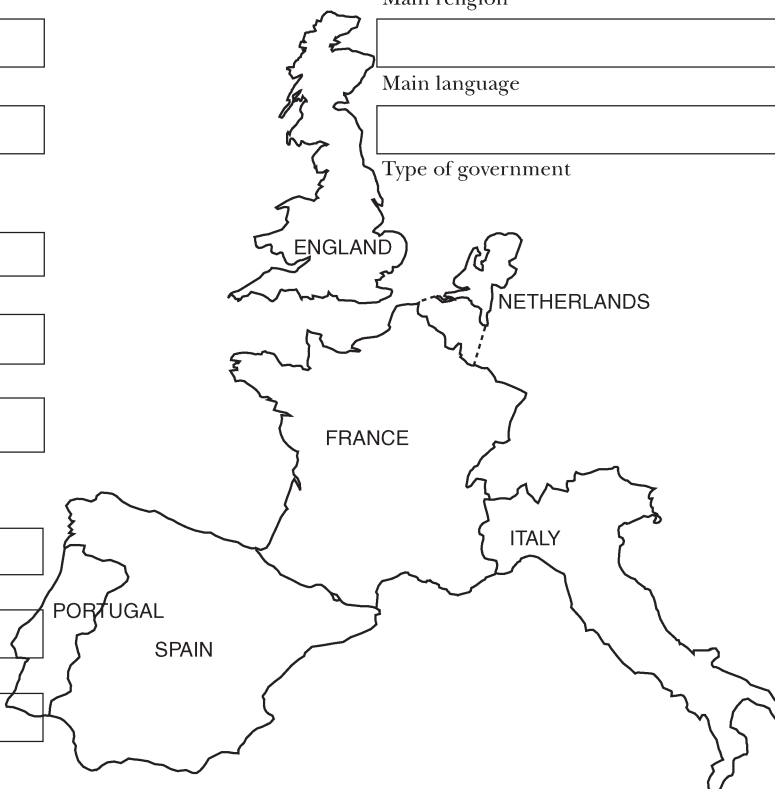 Main religion
Main language
Type of government
ENGLAND
NETHERLANDS
FRANCE
ITALY
PORTUGAL
SPAIN